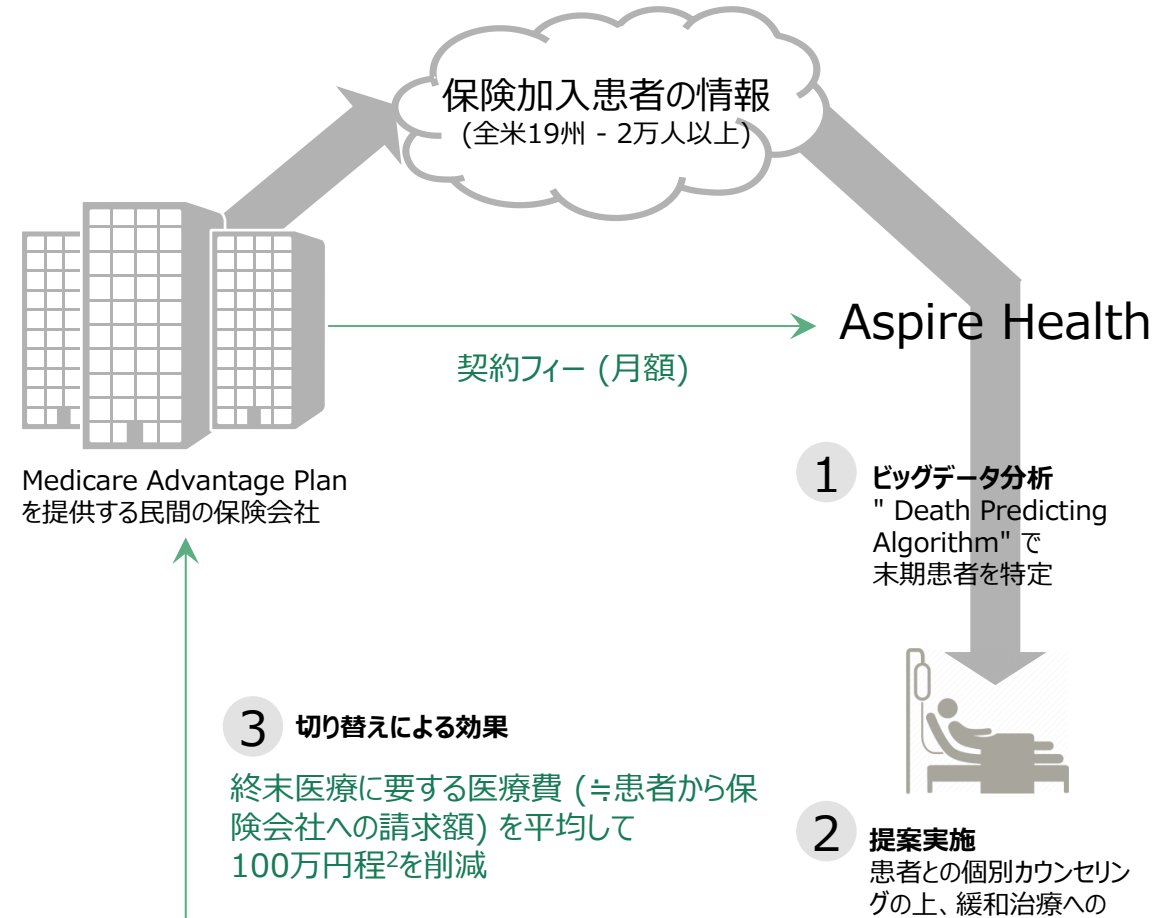 保険加入患者の情報
(全米19州 - 2万人以上)
Aspire Health
契約フィー (月額)
Medicare Advantage Plan
を提供する民間の保険会社
1 ビッグデータ分析
" Death Predicting
Algorithm" で
末期患者を特定
3 切り替えによる効果
終末医療に要する医療費 (≒患者から保
険会社への請求額) を平均して
100万円程2を削減
2 提案実施
患者との個別カウンセリン
グの上、緩和治療への